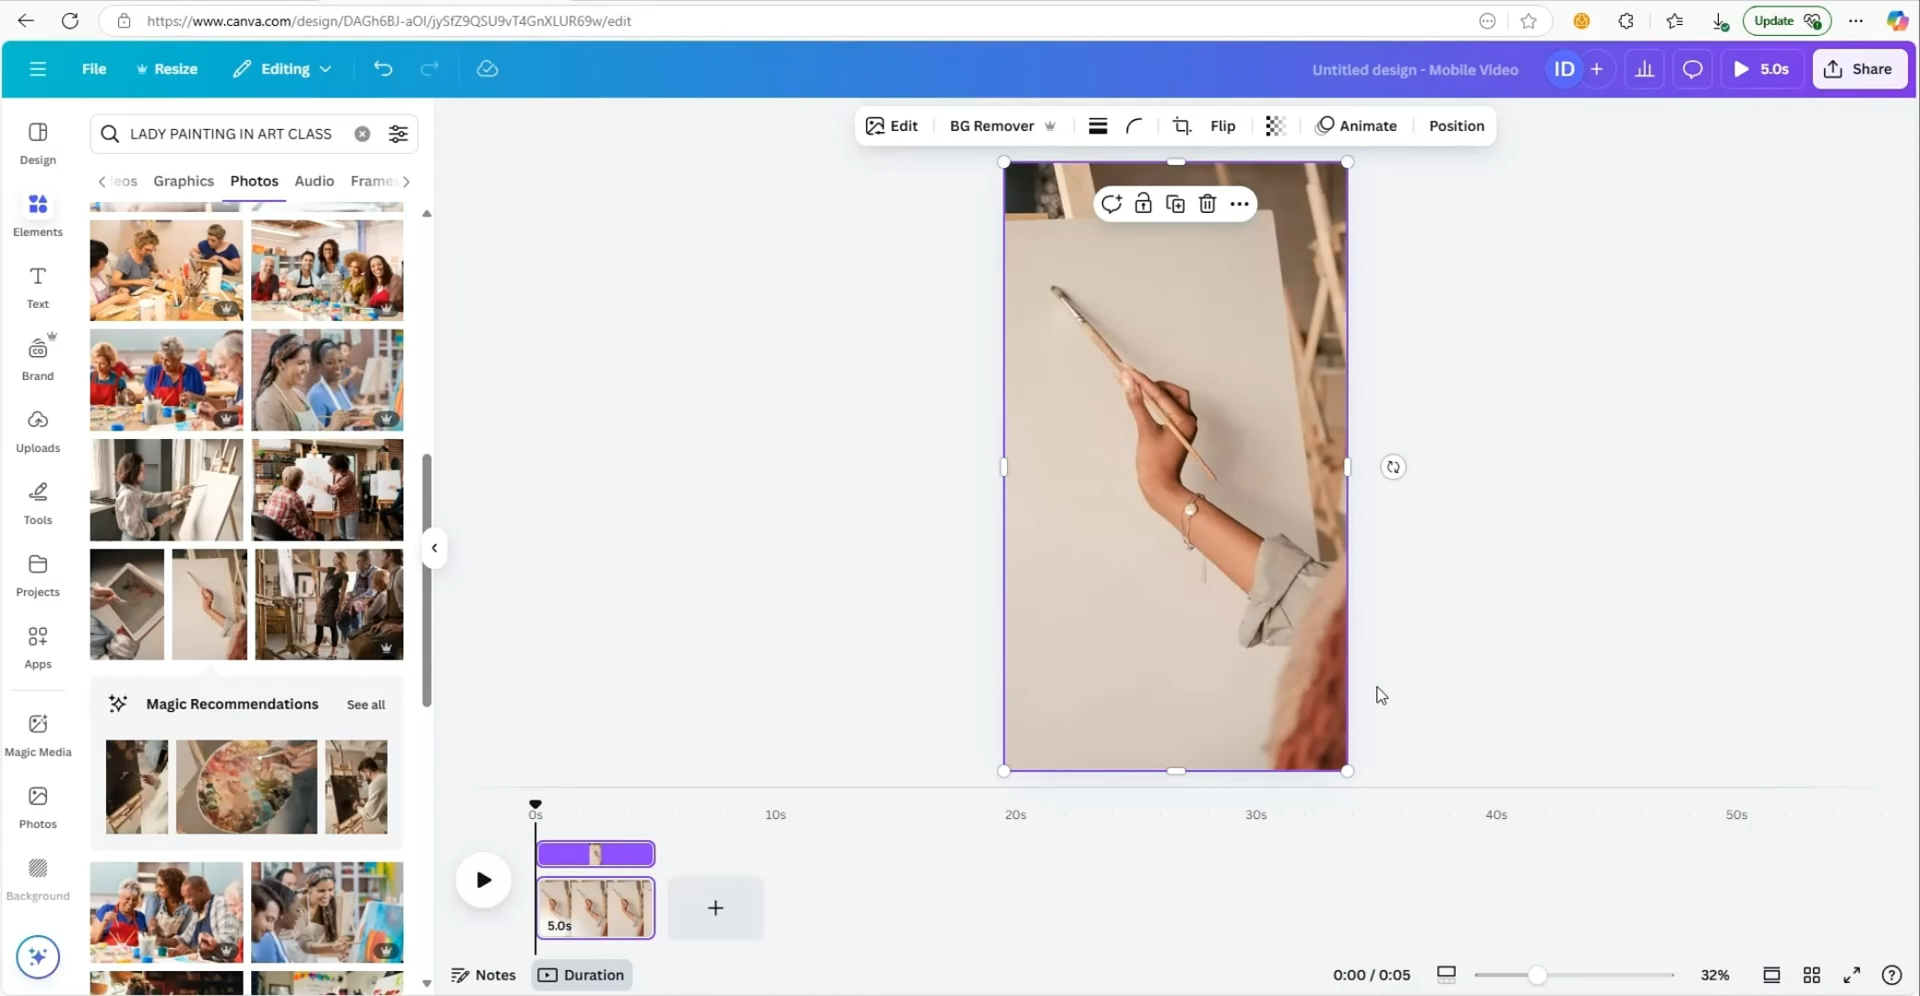 https://www.canva.com/design/DAGh6BJ-aOI/jySfZ9QSU9vT4GnXLUR69w/edit
Update
File
Resize
Editing
Untitled design - Mobile Video
ID
5.0s
Share
Design
Elements
Text
Brand
Uploads
Tools
Projects
Apps
Magic Media
Photos
Background
LADY PAINTING IN ART CLASS
eos
Graphics
Photos
Audio
Frames
Magic Recommendations
See all
Edit
BG Remover
Flip
Animate
Position
0s
10s
20s
30s
40s
50s
5.0s
Notes
Duration
0:00 / 0:05
32%